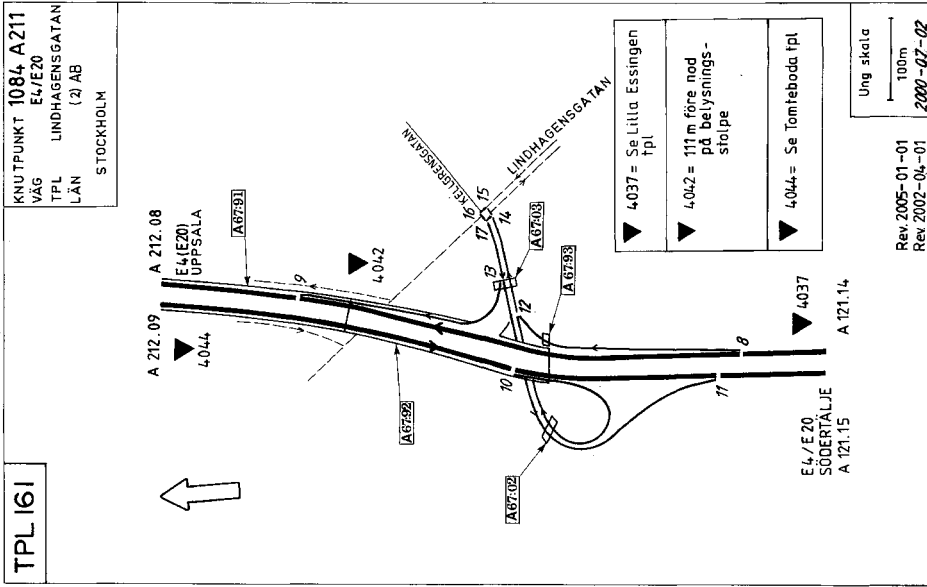 TPL 161
KNUTPUNKT 1084 A211
VÄG E4/E20
TPL LINDHAGENSGATAN
LÄN (2) AB
STOCKHOLM
A 212.09
A 212.08
E4(E20)
UPPSALA
4044
A67:91
9
4042
A67:92
KELLGRENSGATAN
LINDHAGENSGATAN
16
15
17
14
13
A67:03
12
10
A67:93
A67:02
11
8
4037
E4/E20
SÖDERTÄLJE
A 121.15
A 121.14
4037 = Se Lilla Essingen
tpl
4042 = 111 m före nod
på belysnings-
stolpe
4044 = Se Tomteboda tpl
Ung skala
100m
Rev. 2005-01-01
Rev. 2002-04-01
2000-07-02